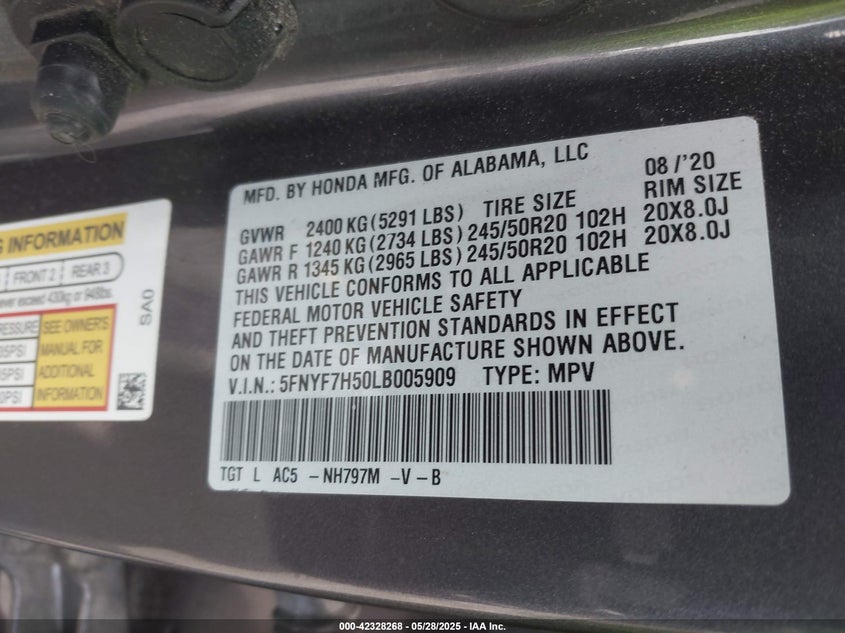 MFD. BY HONDA MFG. OF ALABAMA, LLC 08/'20
GVWR 2400 KG(5291 LBS) TIRE SIZE RIM SIZE
GAWR F 1240 KG(2734 LBS) 245/50R20 102H 20X8.0J
GAWR R 1345 KG(2965 LBS) 245/50R20 102H 20X8.0J
THIS VEHICLE CONFORMS TO ALL APPLICABLE
FEDERAL MOTOR VEHICLE SAFETY
AND THEFT PREVENTION STANDARDS IN EFFECT
ON THE DATE OF MANUFACTURE SHOWN ABOVE.
V.I.N.: 5FNYF7H50LB005909 TYPE: MPV
TGT L AC5 -NH797M -V-B
INFORMATION
FRONT 2 REAR 3
exceed 430kg or 948lbs.
SEE OWNER'S
MANUAL FOR
ADDITIONAL
INFORMATION
SA0
000-42328268 - 05/28/2025 - IAA Inc.